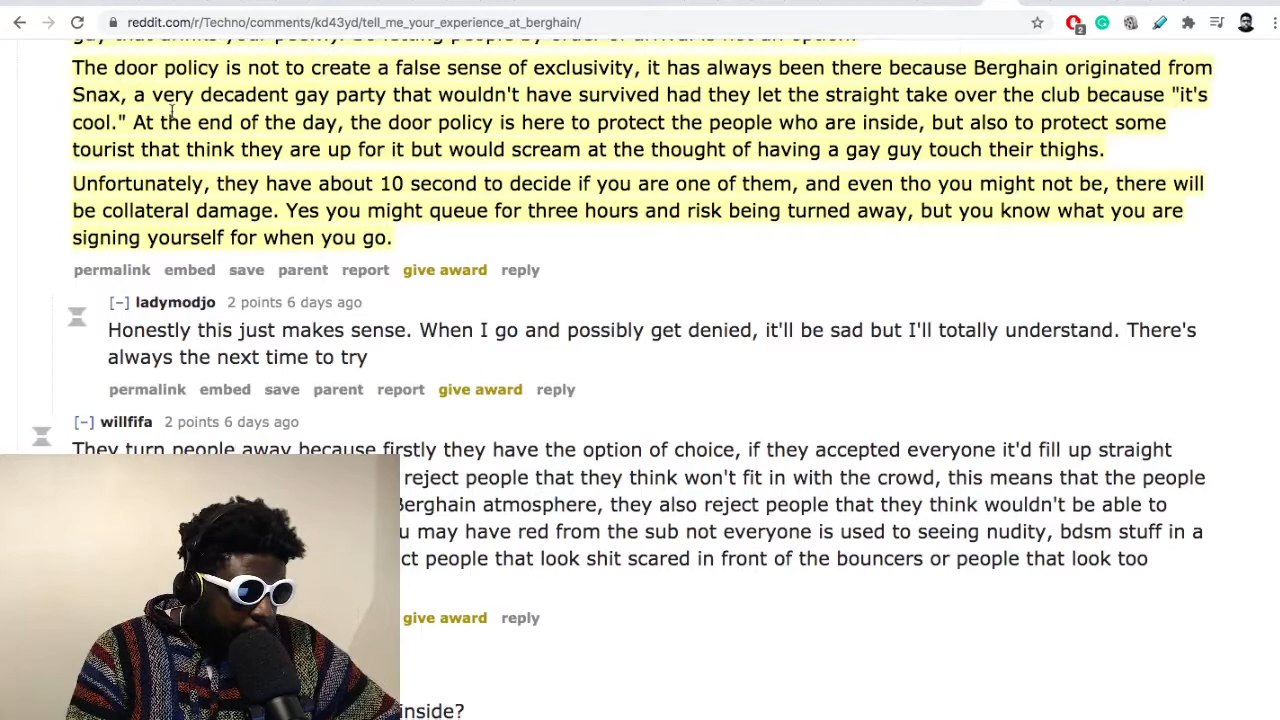 reddit.com/r/Techno/comments/kd43yd/tell_me_your_experience_at_berghain/
2
The door policy is not to create a false sense of exclusivity, it has always been there because Berghain originated from
Snax, a very decadent gay party that wouldn't have survived had they let the straight take over the club because "it's
cool." At the end of the day, the door policy is here to protect the people who are inside, but also to protect some
tourist that think they are up for it but would scream at the thought of having a gay guy touch their thighs.
Unfortunately, they have about 10 second to decide if you are one of them, and even tho you might not be, there will
be collateral damage. Yes you might queue for three hours and risk being turned away, but you know what you are
signing yourself for when you go.
permalink embed save parent report give award reply
[-] ladymodjo 2 points 6 days ago
Honestly this just makes sense. When I go and possibly get denied, it'll be sad but I'll totally understand. There's
always the next time to try
permalink embed save parent report give award reply
[-] willfifa 2 points 6 days ago
They turn people away because firstly they have the option of choice, if they accepted everyone it'd fill up straight
reject people that they think won't fit in with the crowd, this means that the people
Berghain atmosphere, they also reject people that they think wouldn't be able to
u may have red from the sub not everyone is used to seeing nudity, bdsm stuff in a
ct people that look shit scared in front of the bouncers or people that look too
give award reply
inside?